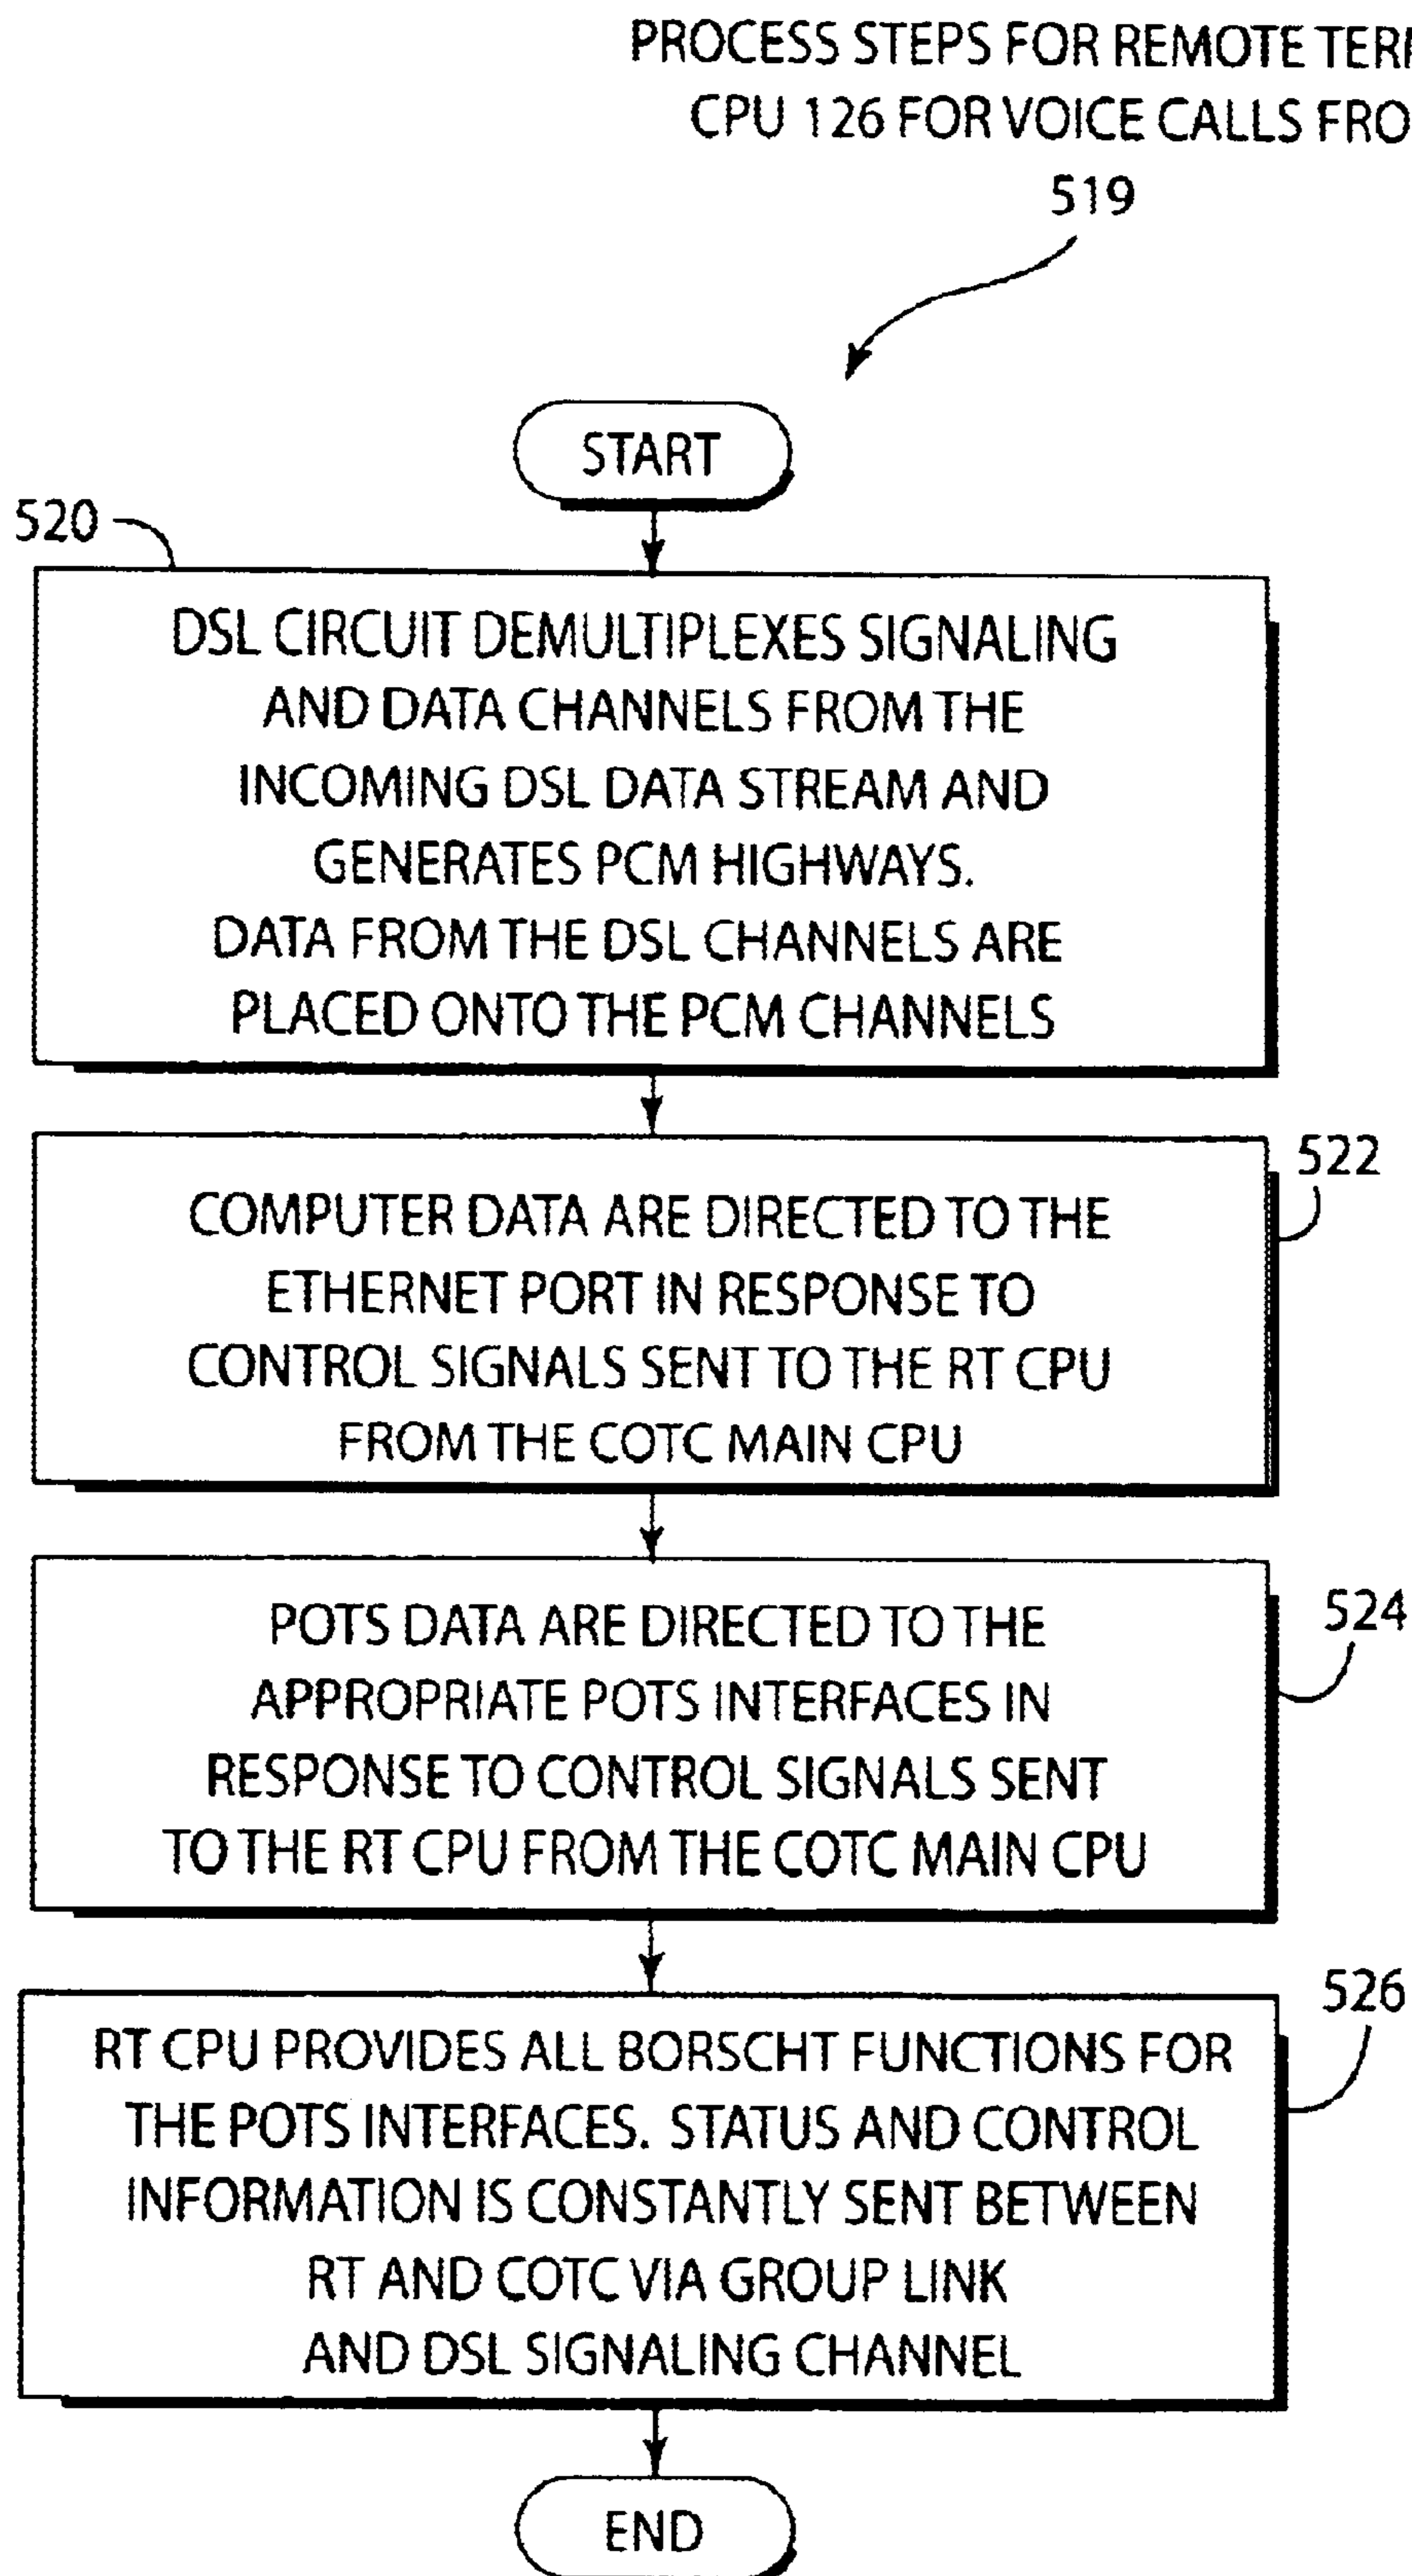 PROCESS STEPS FOR REMOTE
CPU 126 FOR VOICE CALLS
519
START
520
DSL CIRCUIT DEMULTIPLEXES SIGNALING
AND DATA CHANNELS FROM THE
INCOMING DSL DATA STREAM AND
GENERATES PCM HIGHWAYS.
DATA FROM THE DSL CHANNELS ARE
PLACED ONTO THE PCM CHANNELS
522
COMPUTER DATA ARE DIRECTED TO THE
ETHERNET PORT IN RESPONSE TO
CONTROL SIGNALS SENT TO THE RT CPU
FROM THE COTC MAIN CPU
524
POTS DATA ARE DIRECTED TO THE
APPROPRIATE POTS INTERFACES IN
RESPONSE TO CONTROL SIGNALS SENT
TO THE RT CPU FROM THE COTC MAIN CPU
526
RT CPU PROVIDES ALL BORSCHT FUNCTIONS FOR
THE POTS INTERFACES. STATUS AND CONTROL
INFORMATION IS CONSTANTLY SENT BETWEEN
RT AND COTC VIA GROUP LINK
AND DSL SIGNALING CHANNEL
END